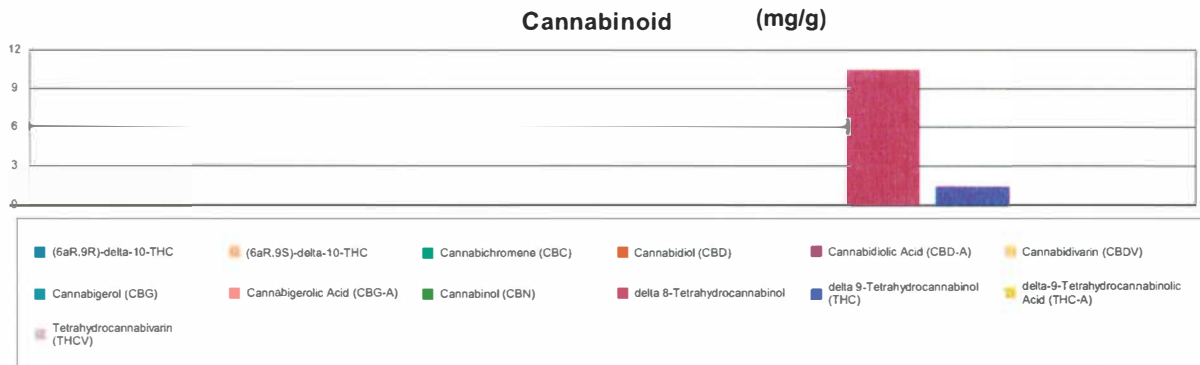 Cannabinoid (mg/g)
12
9
6
3
0
(6aR,9R)-delta-10-THC
(6aR,9S)-delta-10-THC
Cannabichromene (CBC)
Cannabidiol (CBD)
Cannabidiolic Acid (CBD-A)
Cannabidivarin (CBDV)
Cannabigerol (CBG)
Cannabigerolic Acid (CBG-A)
Cannabinol (CBN)
delta 8-Tetrahydrocannabinol
delta 9-Tetrahydrocannabinol
(THC)
delta-9-Tetrahydrocannabinolic
Acid (THC-A)
Tetrahydrocannabivarin
(THCV)